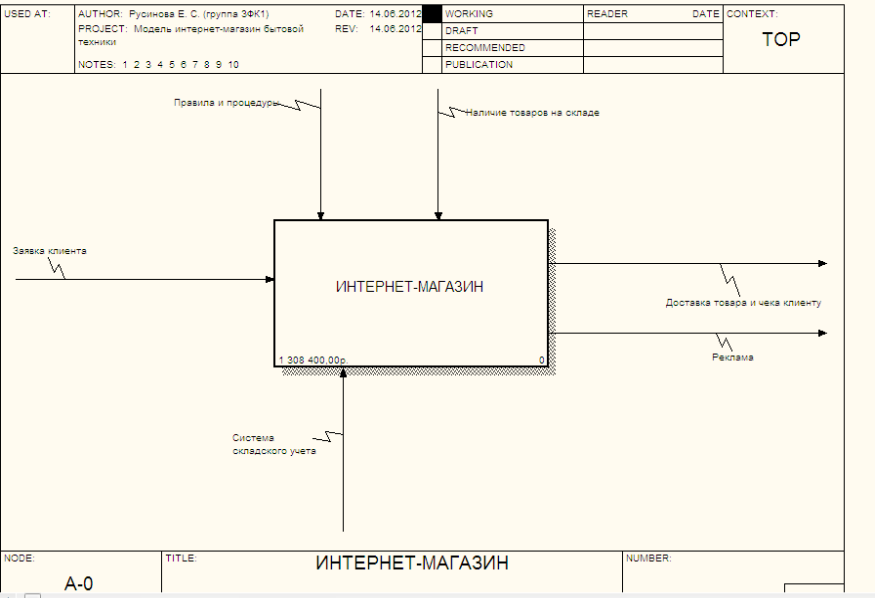 USED AT:
AUTHOR: Русинова Е. С. (группа ЗФК1)
DATE: 14.06.2012
PROJECT: Модель интернет-магазин бытовой
техники
REV: 14.06.2012
NOTES: 1 2 3 4 5 6 7 8 9 10
WORKING
DRAFT
RECOMMENDED
PUBLICATION
READER
DATE
CONTEXT:
TOP
Правила и процедуры
Наличие товаров на складе
Заявка клиента
ИНТЕРНЕТ-МАГАЗИН
Доставка товара и чека клиенту
Реклама
1 308 400,00р.
0
Система
складского учета
NODE:
A-0
TITLE:
ИНТЕРНЕТ-МАГАЗИН
NUMBER: